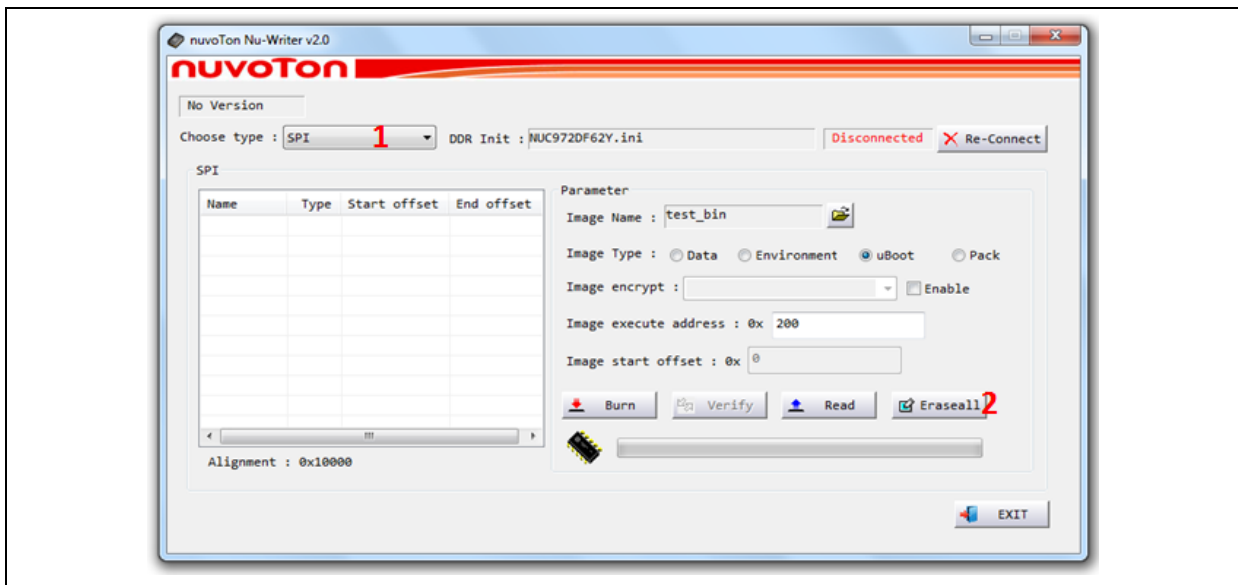 nuvoTon Nu-Writer v2.0
nuvoTon
No Version
Choose type : SPI 1 DDR Init : NUC972DF62Y.ini Disconnected Re-Connect
SPI
Name Type Start offset End offset
Parameter
Image Name : test_bin
Image Type : Data Environment uBoot Pack
Image encrypt : Enable
Image execute address : 0x 200
Image start offset : 0x 0
Burn Verify Read Eraseall 2
Alignment : 0x10000
EXIT